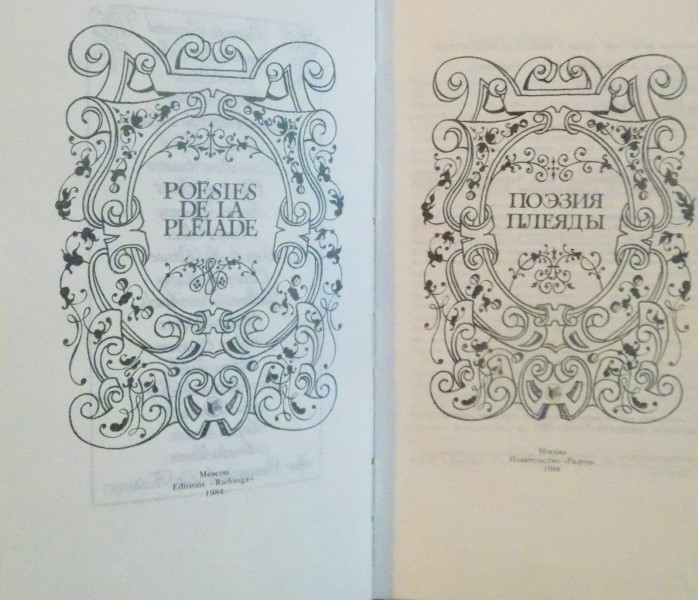 POÉSIES
DE LA
PLÉIADE
Moscou
Editions «Radouga»
1984
ПОЭЗИЯ
ПЛЕЯДЫ
Москва
Издательство «Радуга»
1984